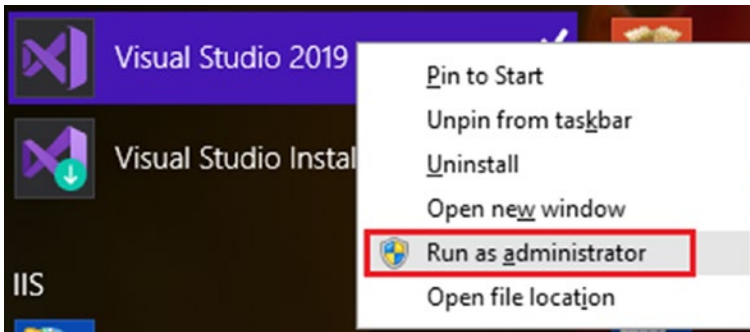 Visual Studio 2019
Visual Studio Instal
IIS
Pin to Start
Unpin from taskbar
Uninstall
Open new window
Run as administrator
Open file location